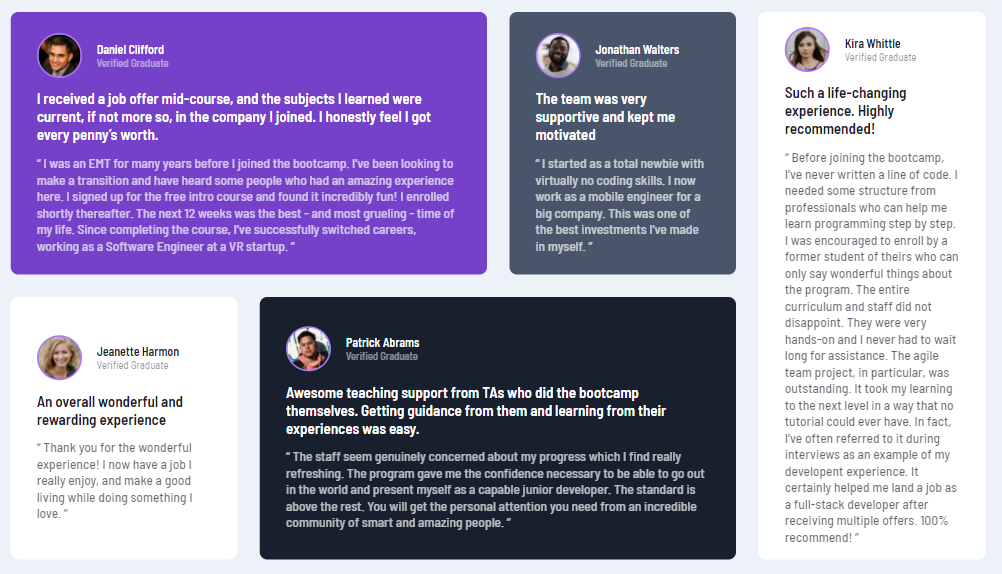 Daniel Clifford
Verified Graduate
I received a job offer mid-course, and the subjects I learned were
current, if not more so, in the company I joined. I honestly feel I got
every penny’s worth.
“ I was an EMT for many years before I joined the bootcamp. I’ve been looking to
make a transition and have heard some people who had an amazing experience
here. I signed up for the free intro course and found it incredibly fun! I enrolled
shortly thereafter. The next 12 weeks was the best - and most grueling - time of
my life. Since completing the course, I’ve successfully switched careers,
working as a Software Engineer at a VR startup. ”
Jonathan Walters
Verified Graduate
The team was very
supportive and kept me
motivated
“ I started as a total newbie with
virtually no coding skills. I now
work as a mobile engineer for a
big company. This was one of
the best investments I’ve made
in myself. ”
Kira Whittle
Verified Graduate
Such a life-changing
experience. Highly
recommended!
“ Before joining the bootcamp,
I’ve never written a line of code. I
needed some structure from
professionals who can help me
learn programming step by step.
I was encouraged to enroll by a
former student of theirs who can
only say wonderful things about
the program. The entire
curriculum and staff did not
disappoint. They were very
hands-on and I never had to wait
long for assistance. The agile
team project, in particular, was
outstanding. It took my learning
to the next level in a way that no
tutorial could ever have. In fact,
I’ve often referred to it during
interviews as an example of my
developent experience. It
certainly helped me land a job as
a full-stack developer after
receiving multiple offers. 100%
recommend! ”
Jeanette Harmon
Verified Graduate
An overall wonderful and
rewarding experience
“ Thank you for the wonderful
experience! I now have a job I
really enjoy, and make a good
living while doing something I
love. ”
Patrick Abrams
Verified Graduate
Awesome teaching support from TAs who did the bootcamp
themselves. Getting guidance from them and learning from their
experiences was easy.
“ The staff seem genuinely concerned about my progress which I find really
refreshing. The program gave me the confidence necessary to be able to go out
in the world and present myself as a capable junior developer. The standard is
above the rest. You will get the personal attention you need from an incredible
community of smart and amazing people. ”